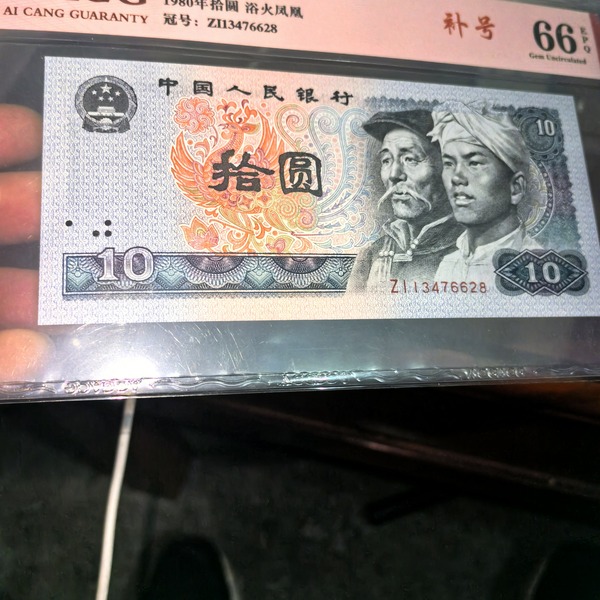 AI CANG GUARANTY
1980年拾圆 浴火凤凰
冠号: ZI13476628
补号
66
EPQ
Gem Uncirculated
中国人民银行
10
拾圆
10
ZI13476628
10